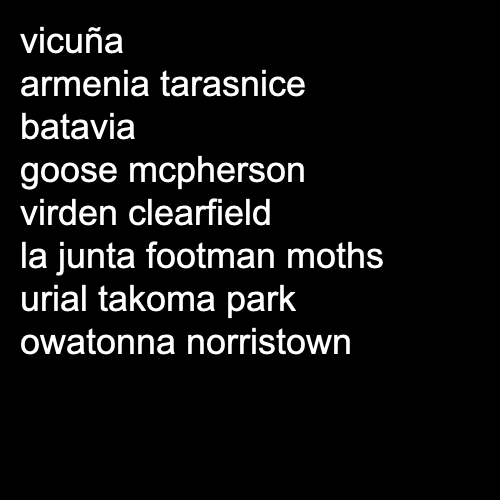 vicuña
armenia tarasnice
batavia
goose mcpherson
virden clearfield
la junta footman moths
urial takoma park
owatonna norristown